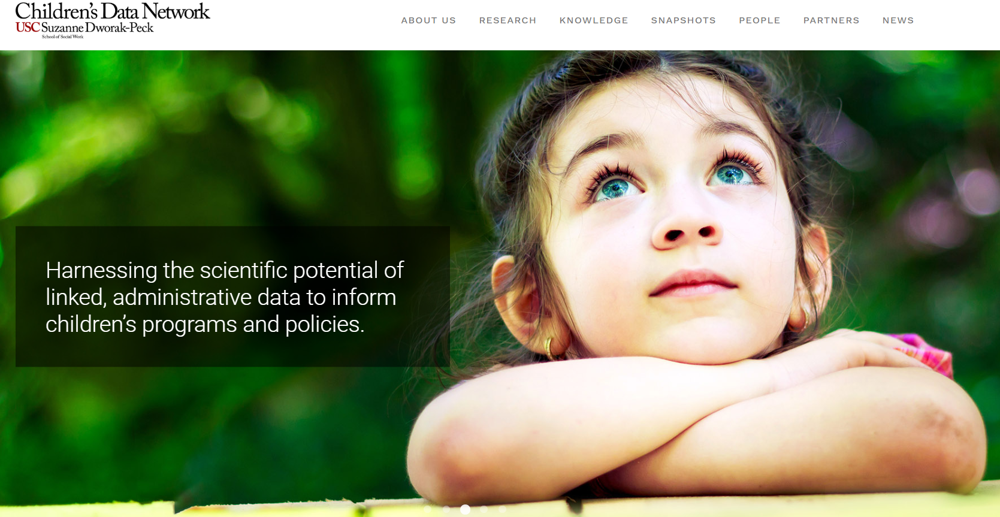 Children's Data Network
USC Suzanne Dworak-Peck
School of Social Work
ABOUT US RESEARCH KNOWLEDGE SNAPSHOTS PEOPLE PARTNERS NEWS
Harnessing the scientific potential of
linked, administrative data to inform
children’s programs and policies.